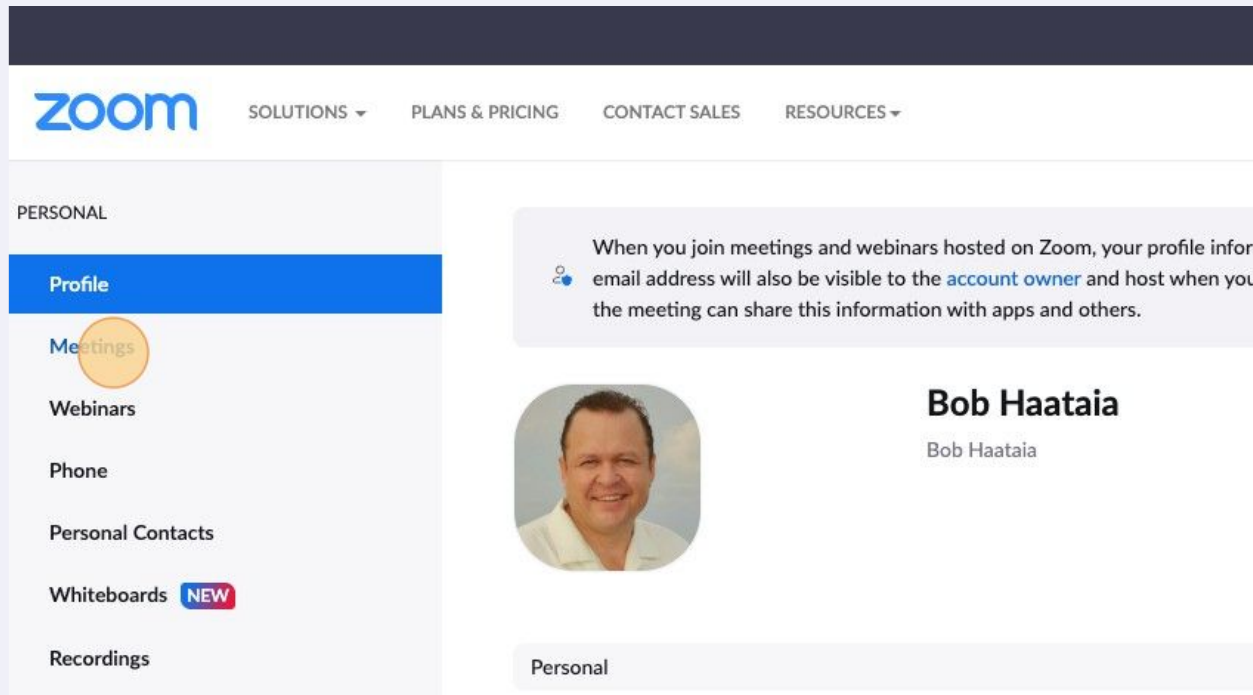 zoom SOLUTIONS PLANS & PRICING CONTACT SALES RESOURCES
PERSONAL
Profile
Meetings
Webinars
Phone
Personal Contacts
Whiteboards NEW
Recordings
When you join meetings and webinars hosted on Zoom, your profile infor
email address will also be visible to the account owner and host when you
the meeting can share this information with apps and others.
Bob Haataia
Bob Haataia
Personal